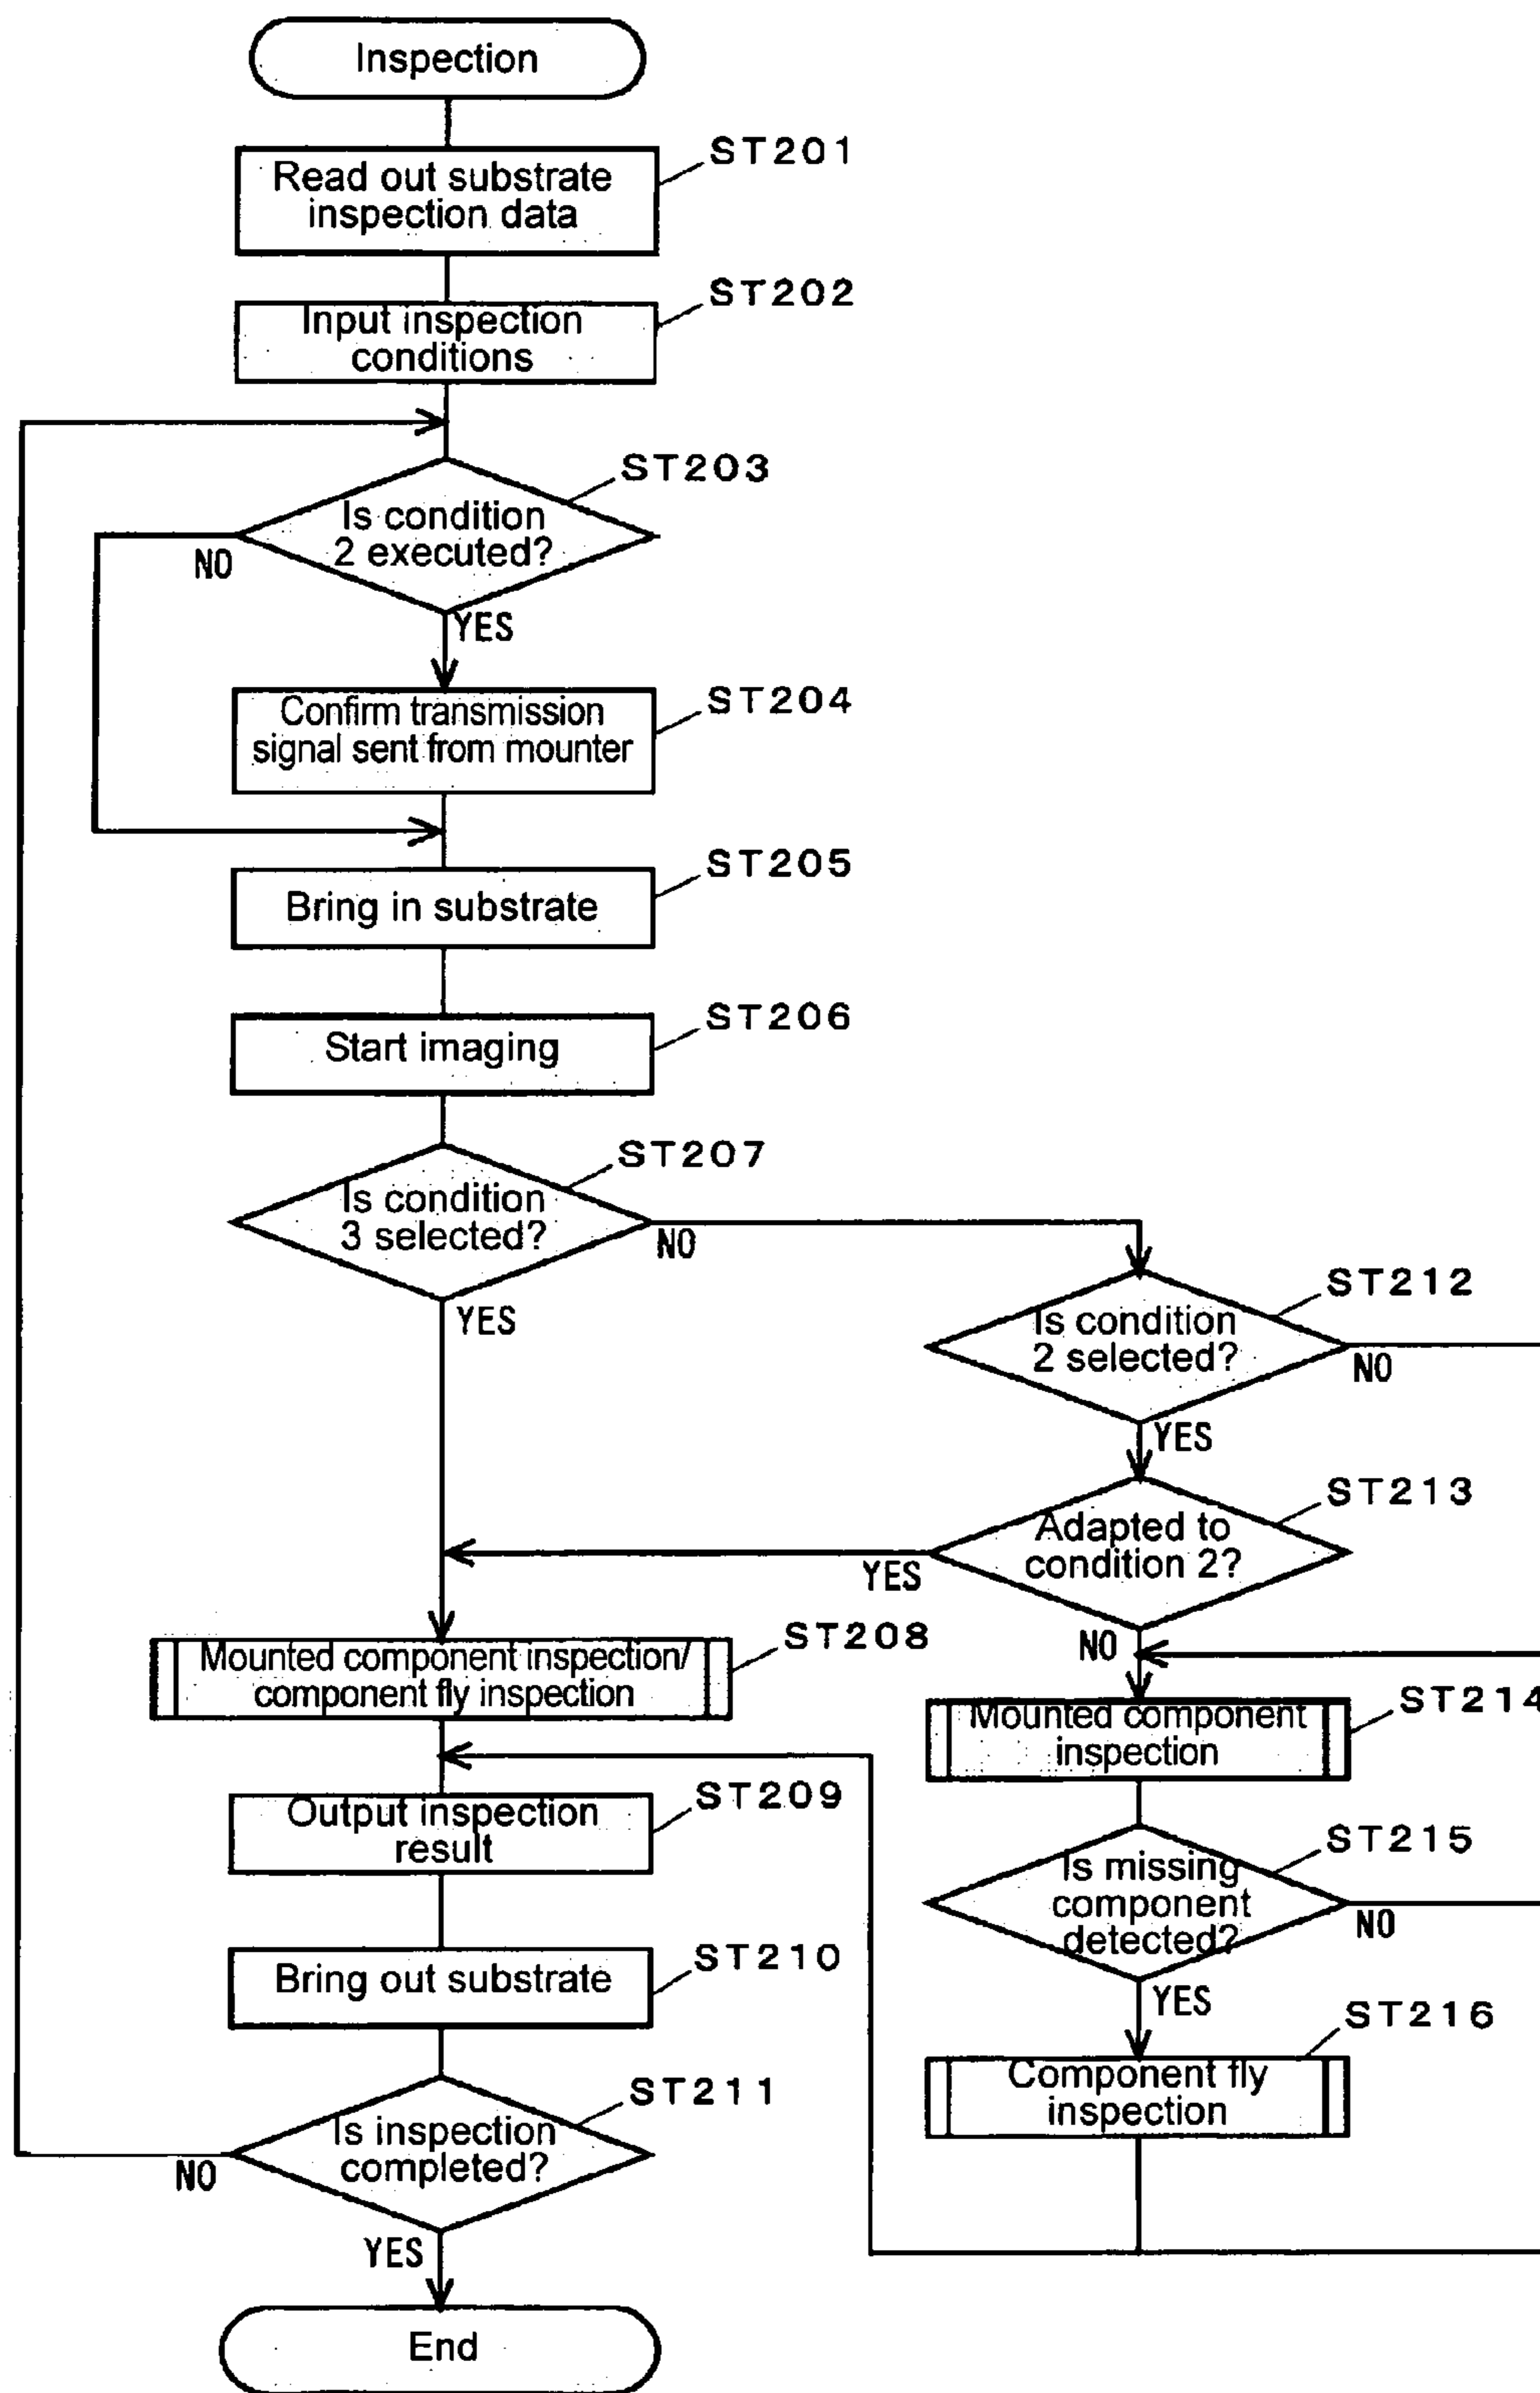 Inspection
ST201
Read out substrate
inspection data
ST202
Input inspection
conditions
ST203
Is condition
2 executed?
NO
YES
ST204
Confirm transmission
signal sent from mounter
ST205
Bring in substrate
ST206
Start imaging
ST207
Is condition
3 selected?
NO
YES
ST212
Is condition
2 selected?
NO
YES
ST213
Adapted to
condition 2?
YES
NO
ST208
Mounted component inspection/
component fly inspection
ST214
Mounted component
inspection
ST209
Output inspection
result
ST215
Is missing
component
detected?
NO
YES
ST210
Bring out substrate
ST216
Component fly
inspection
ST211
Is inspection
completed?
NO
YES
End